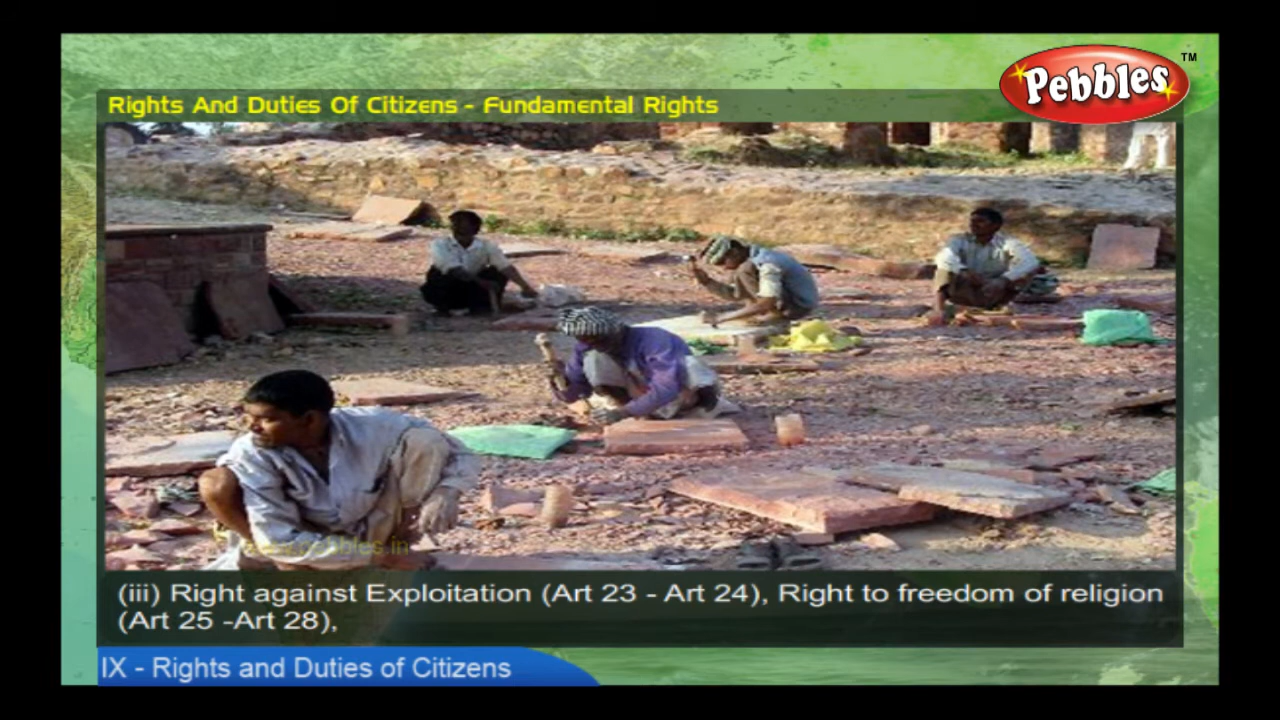 Pebbles TM
Rights And Duties Of Citizens - Fundamental Rights
(iii) Right against Exploitation (Art 23 - Art 24), Right to freedom of religion
(Art 25 -Art 28),
IX - Rights and Duties of Citizens